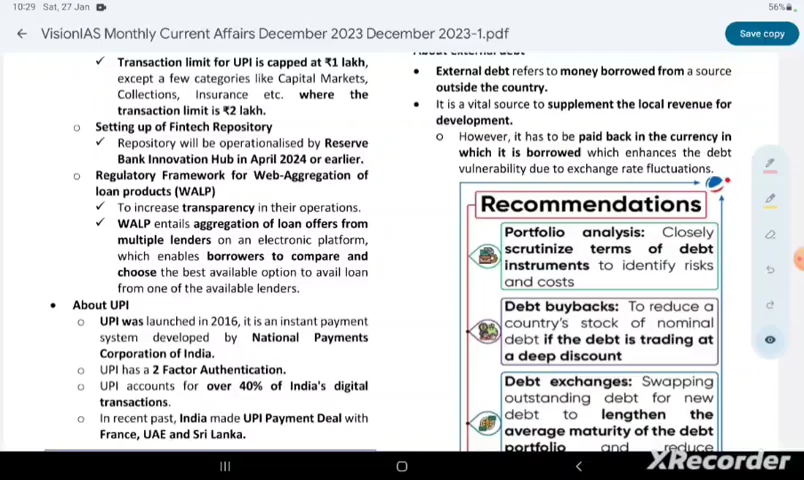 10:29 Sat, 27 Jan
56%
VisionIAS Monthly Current Affairs December 2023 December 2023-1.pdf
Save copy
✓ Transaction limit for UPI is capped at ₹1 lakh,
except a few categories like Capital Markets,
Collections, Insurance etc. where the
transaction limit is ₹2 lakh.
o Setting up of Fintech Repository
✓ Repository will be operationalised by Reserve
Bank Innovation Hub in April 2024 or earlier.
o Regulatory Framework for Web-Aggregation of
loan products (WALP)
✓ To increase transparency in their operations.
✓ WALP entails aggregation of loan offers from
multiple lenders on an electronic platform,
which enables borrowers to compare and
choose the best available option to avail loan
from one of the available lenders.
• About UPI
o UPI was launched in 2016, it is an instant payment
system developed by National Payments
Corporation of India.
o UPI has a 2 Factor Authentication.
o UPI accounts for over 40% of India's digital
transactions.
o In recent past, India made UPI Payment Deal with
France, UAE and Sri Lanka.
About external debt
• External debt refers to money borrowed from a source
outside the country.
• It is a vital source to supplement the local revenue for
development.
o However, it has to be paid back in the currency in
which it is borrowed which enhances the debt
vulnerability due to exchange rate fluctuations.
Recommendations
Portfolio analysis: Closely
scrutinize terms of debt
instruments to identify risks
and costs
Debt buybacks: To reduce a
country's stock of nominal
debt if the debt is trading at
a deep discount
Debt exchanges: Swapping
outstanding debt for new
debt to lengthen the
average maturity of the debt
portfolio and reduce
XRecorder